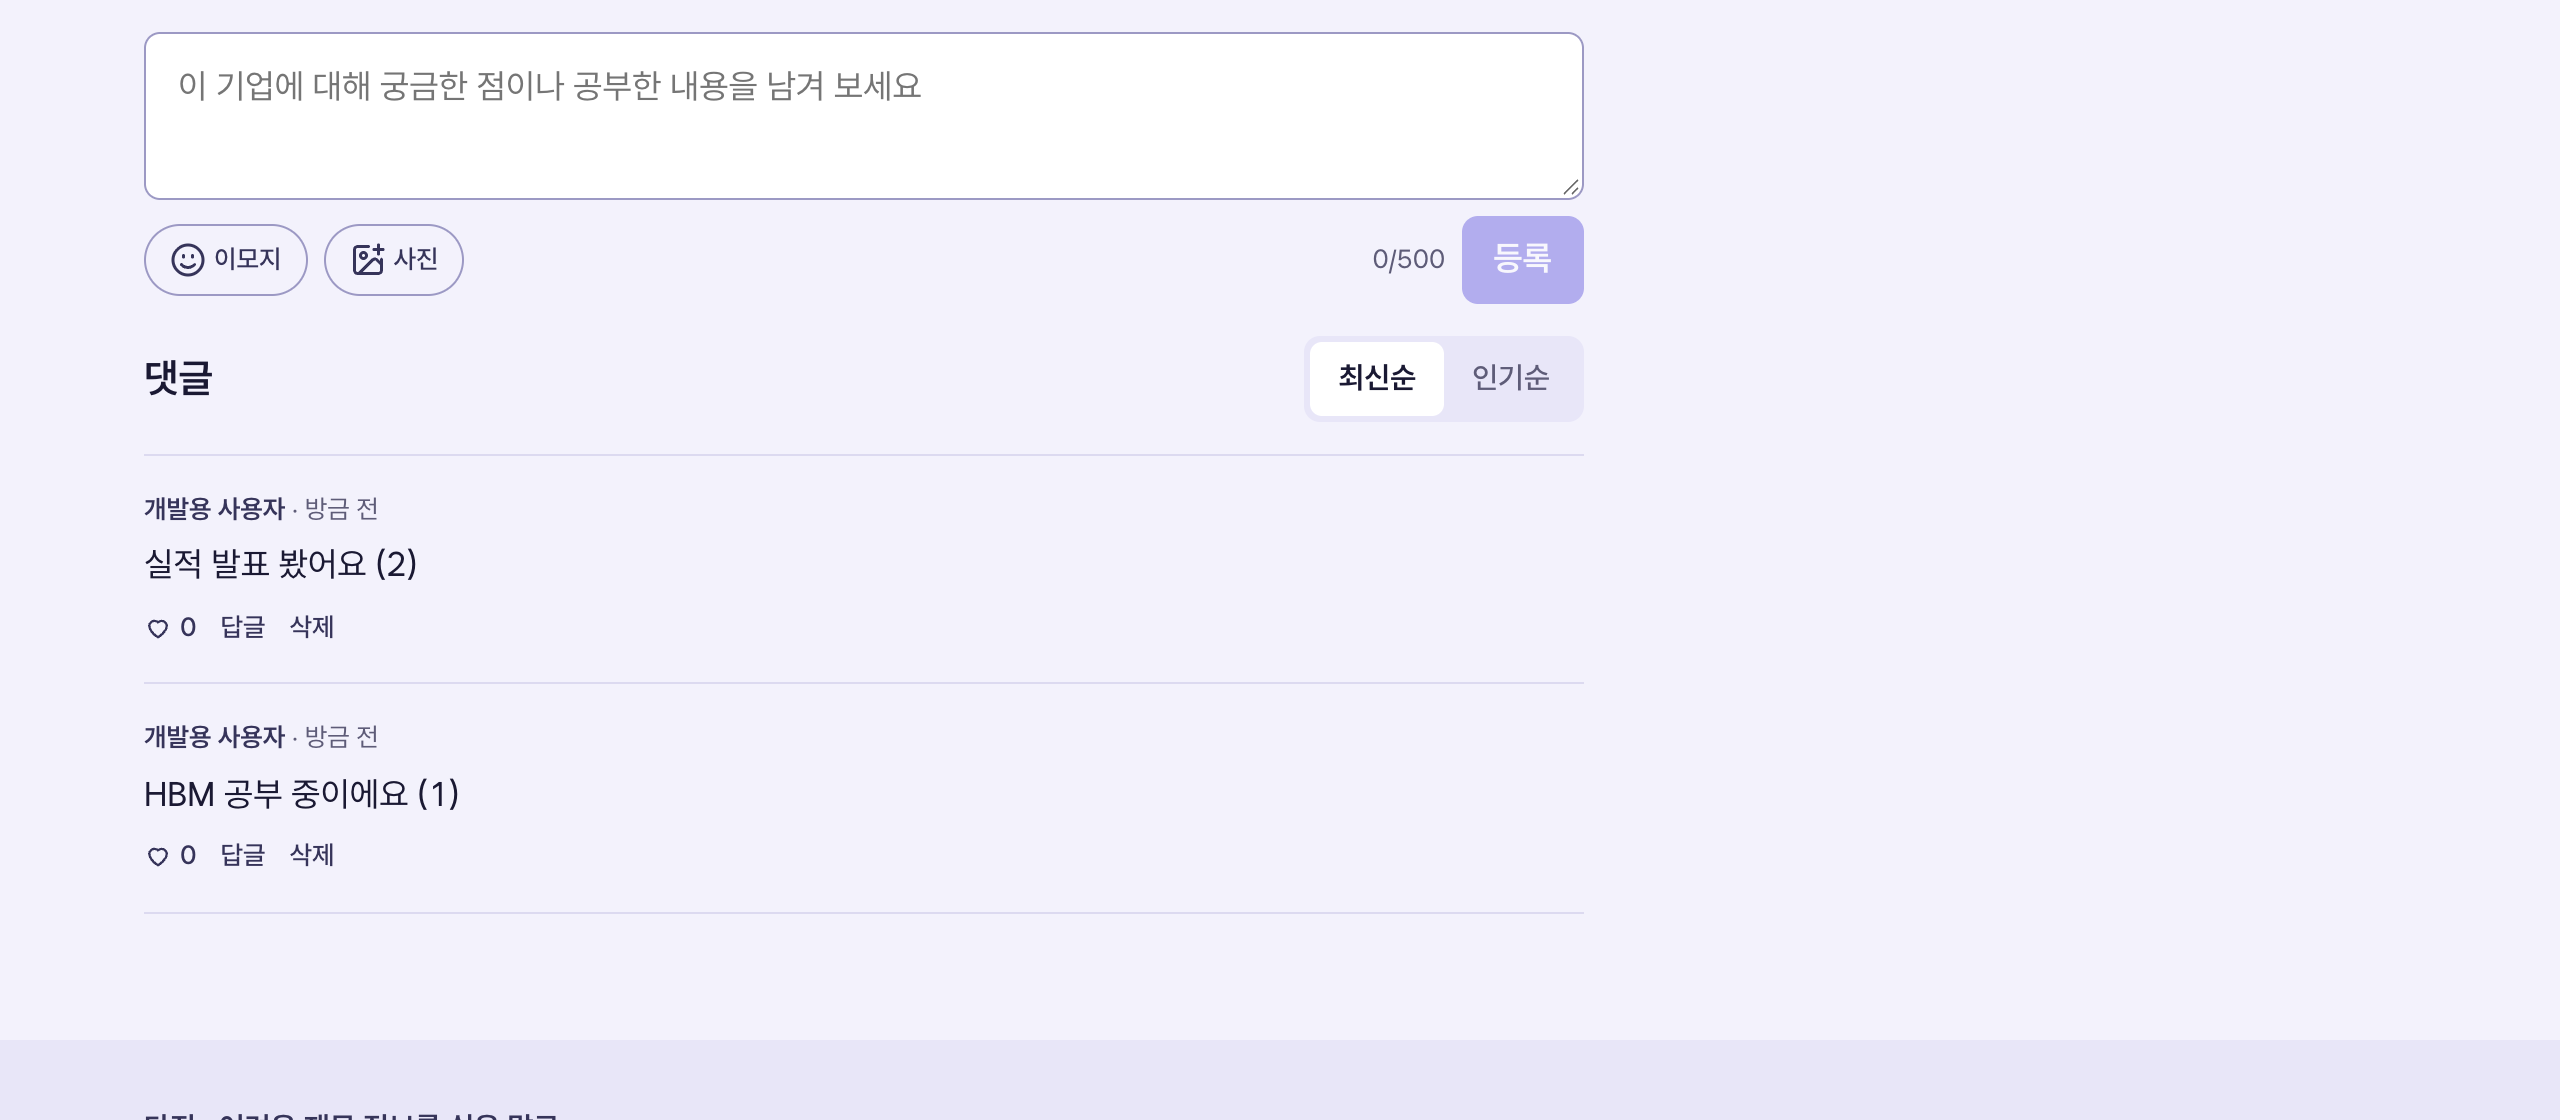 이 기업에 대해 궁금한 점이나 공부한 내용을 남겨 보세요
이모지 사진 0/500 등록
댓글 최신순 인기순
개발용 사용자 · 방금 전
실적 발표 봤어요 (2)
0 답글 삭제
개발용 사용자 · 방금 전
HBM 공부 중이에요 (1)
0 답글 삭제